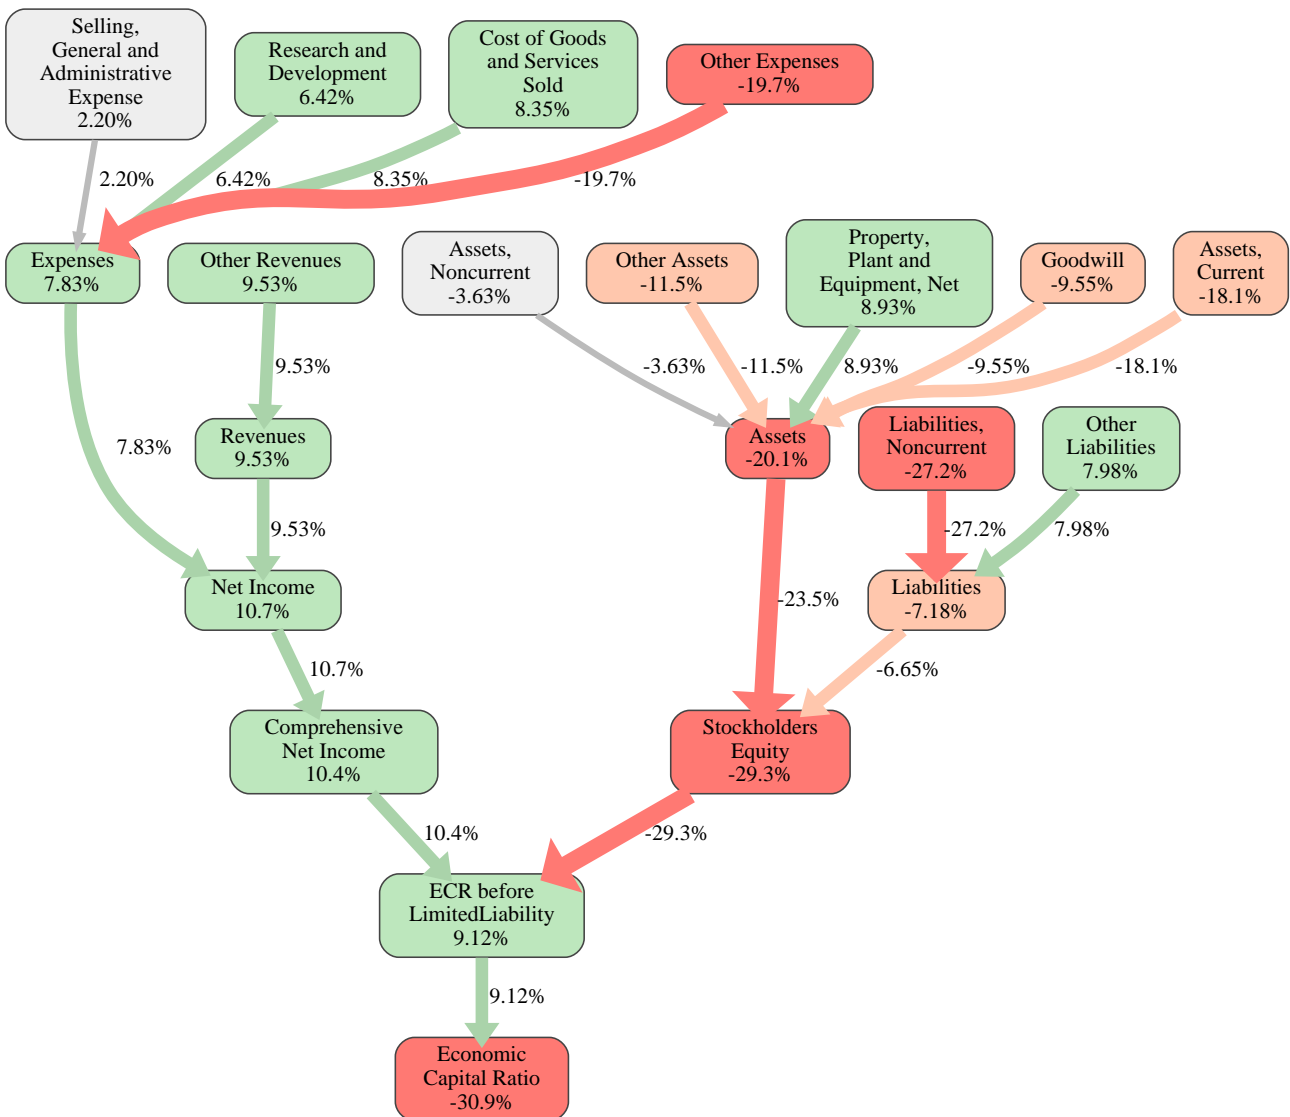 Selling,
General and
Administrative
Expense
2.20%
Research and
Development
6.42%
Cost of Goods
and Services
Sold
8.35%
Other Expenses
-19.7%
2.20%
6.42%
8.35%
-19.7%
Expenses
7.83%
Other Revenues
9.53%
Assets,
Noncurrent
-3.63%
Other Assets
-11.5%
Property,
Plant and
Equipment, Net
8.93%
Goodwill
-9.55%
Assets,
Current
-18.1%
9.53%
-3.63%
-11.5%
8.93%
-9.55%
-18.1%
7.83%
Revenues
9.53%
Assets
-20.1%
Liabilities,
Noncurrent
-27.2%
Other
Liabilities
7.98%
9.53%
-27.2%
7.98%
Net Income
10.7%
-23.5%
Liabilities
-7.18%
10.7%
-6.65%
Comprehensive
Net Income
10.4%
Stockholders
Equity
-29.3%
10.4%
-29.3%
ECR before
LimitedLiability
9.12%
9.12%
Economic
Capital Ratio
-30.9%